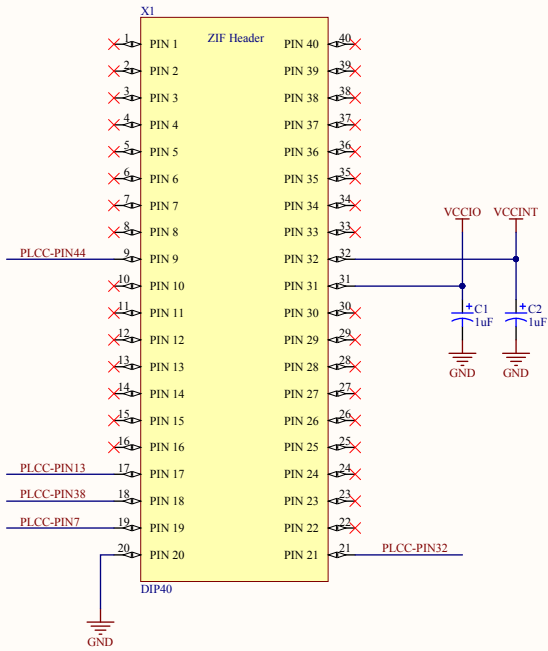 X1
ZIF Header
1 PIN 1 PIN 40 40
2 PIN 2 PIN 39 39
3 PIN 3 PIN 38 38
4 PIN 4 PIN 37 37
5 PIN 5 PIN 36 36
6 PIN 6 PIN 35 35
7 PIN 7 PIN 34 34
VCCIO VCCINT
8 PIN 8 PIN 33 33
PLCC-PIN44 9 PIN 9 PIN 32 32
10 PIN 10 PIN 31 31
11 PIN 11 PIN 30 30
+ C1 + C2
1uF 1uF
12 PIN 12 PIN 29 29
13 PIN 13 PIN 28 28
GND GND
14 PIN 14 PIN 27 27
15 PIN 15 PIN 26 26
16 PIN 16 PIN 25 25
PLCC-PIN13 17 PIN 17 PIN 24 24
PLCC-PIN38 18 PIN 18 PIN 23 23
PLCC-PIN7 19 PIN 19 PIN 22 22
20 PIN 20 PIN 21 21 PLCC-PIN32
DIP40
GND